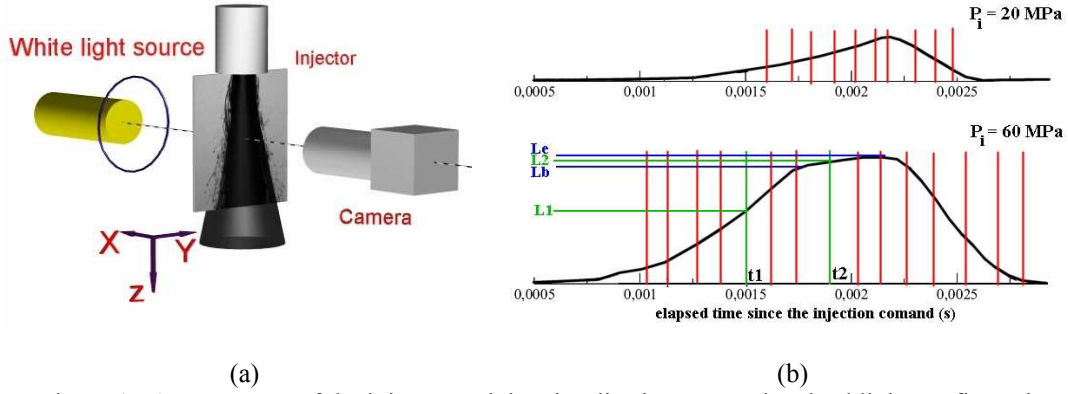 (a)
White light source
Injector
Camera
X
Y
Z
(b)
Pi = 20 MPa
0,0005 0,001 0,0015 0,002 0,0025
Pi = 60 MPa
Le
L2
Lb
L1
t1 t2
0,0005 0,001 0,0015 0,002 0,0025
elapsed time since the injection comand (s)
(a) (b)